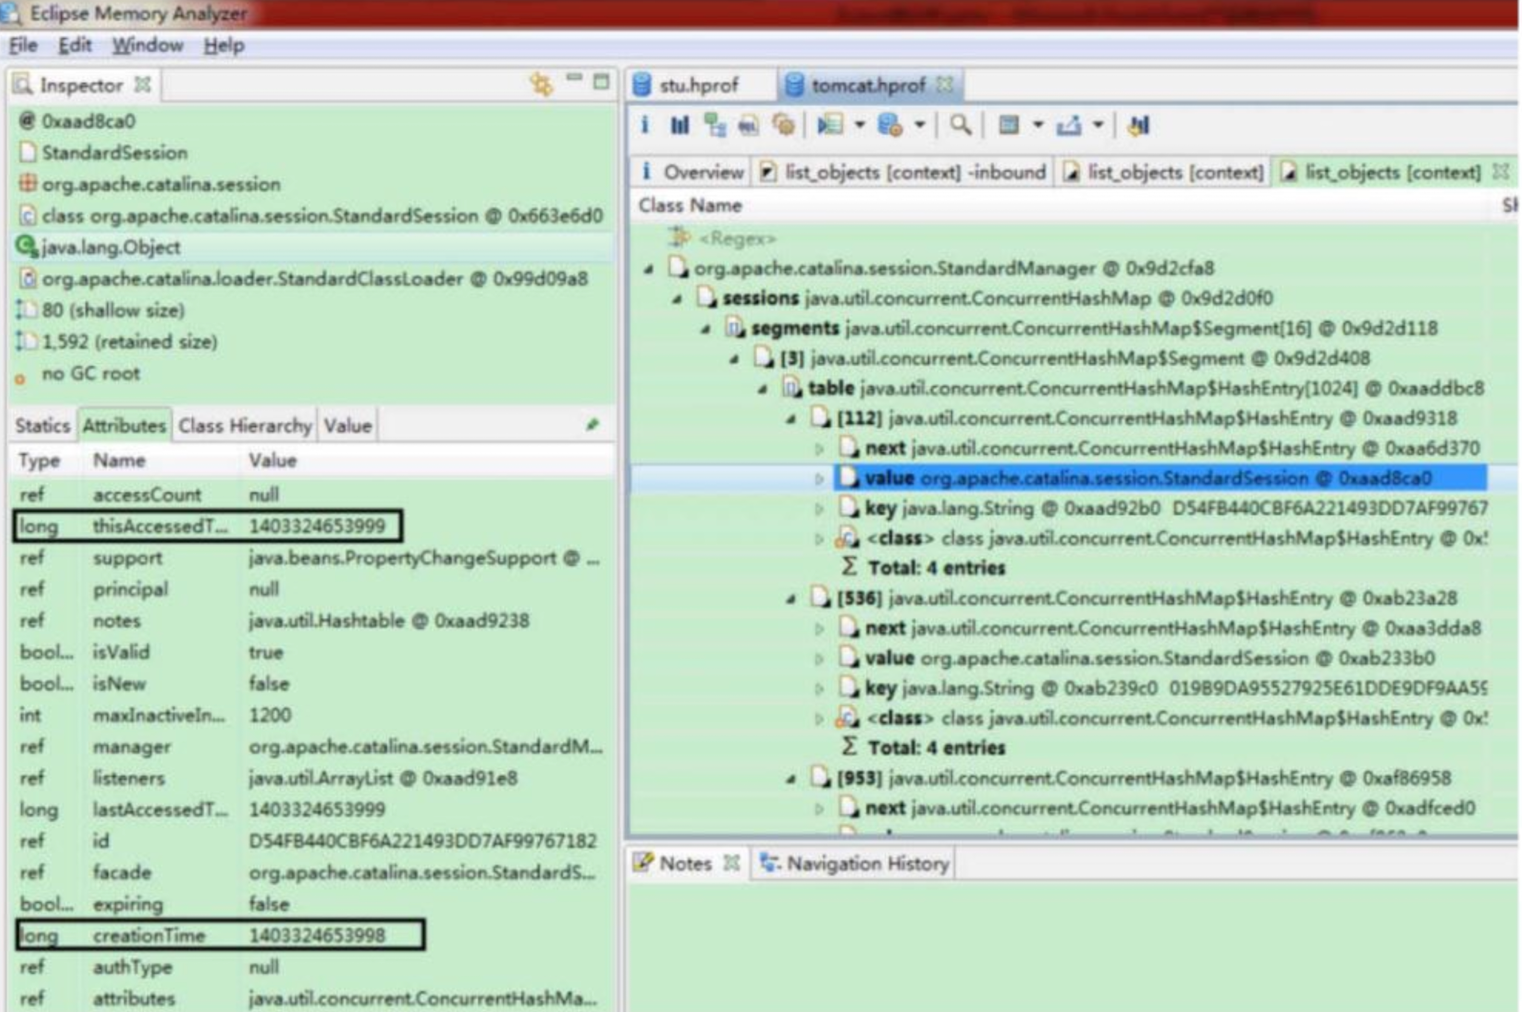 Eclipse Memory Analyzer
File Edit Window Help
Inspector
@ 0xaad8ca0
StandardSession
org.apache.catalina.session
class org.apache.catalina.session.StandardSession @ 0x663e6d0
java.lang.Object
org.apache.catalina.loader.StandardClassLoader @ 0x99d09a8
80 (shallow size)
1,592 (retained size)
no GC root
Statics Attributes Class Hierarchy Value
Type Name Value
ref accessCount null
long thisAccessedT... 1403324653999
ref support java.beans.PropertyChangeSupport @ ...
ref principal null
ref notes java.util.Hashtable @ 0xaad9238
bool... isValid true
bool... isNew false
int maxInactiveIn... 1200
ref manager org.apache.catalina.session.StandardM...
ref listeners java.util.ArrayList @ 0xaad91e8
long lastAccessedT... 1403324653999
ref id D54FB440CBF6A221493DD7AF99767182
ref facade org.apache.catalina.session.StandardS...
bool... expiring false
long creationTime 1403324653998
ref authType null
ref attributes java.util.concurrent.ConcurrentHashMa...
stu.hprof tomcat.hprof
i Overview list_objects [context] -inbound list_objects [context] list_objects [context]
Class Name Sl
<Regex>
org.apache.catalina.session.StandardManager @ 0x9d2cfa8
sessions java.util.concurrent.ConcurrentHashMap @ 0x9d2d0f0
segments java.util.concurrent.ConcurrentHashMap$Segment[16] @ 0x9d2d118
[3] java.util.concurrent.ConcurrentHashMap$Segment @ 0x9d2d408
table java.util.concurrent.ConcurrentHashMap$HashEntry[1024] @ 0xaaddbc8
[112] java.util.concurrent.ConcurrentHashMap$HashEntry @ 0xaad9318
next java.util.concurrent.ConcurrentHashMap$HashEntry @ 0xaa6d370
value org.apache.catalina.session.StandardSession @ 0xaad8ca0
key java.lang.String @ 0xaad92b0 D54FB440CBF6A221493DD7AF99767
<class> class java.util.concurrent.ConcurrentHashMap$HashEntry @ 0x
Σ Total: 4 entries
[536] java.util.concurrent.ConcurrentHashMap$HashEntry @ 0xab23a28
next java.util.concurrent.ConcurrentHashMap$HashEntry @ 0xaa3dda8
value org.apache.catalina.session.StandardSession @ 0xab233b0
key java.lang.String @ 0xab239c0 019B9DA95527925E61DDE9DF9AA59
<class> class java.util.concurrent.ConcurrentHashMap$HashEntry @ 0x
Σ Total: 4 entries
[953] java.util.concurrent.ConcurrentHashMap$HashEntry @ 0xaf86958
next java.util.concurrent.ConcurrentHashMap$HashEntry @ 0xadfced0
Notes Navigation History